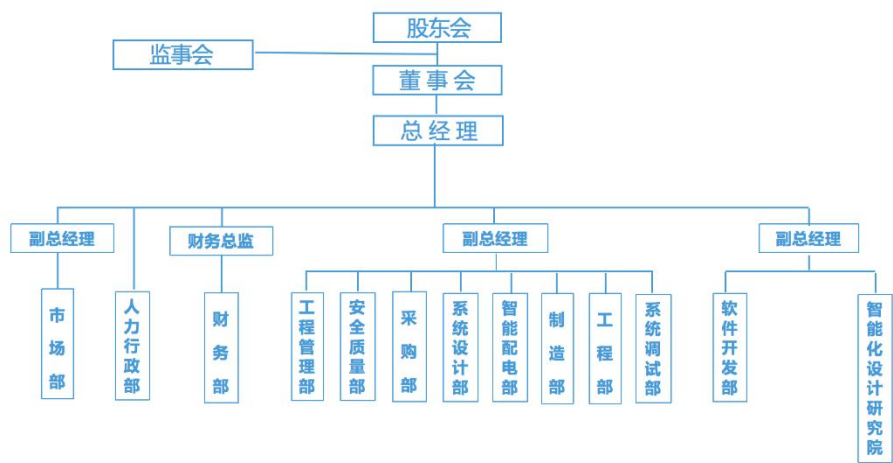 股东会
监事会
董事会
总经理
副总经理
财务总监
副总经理
副总经理
市场部
人力行政部
财务部
工程管理部
安全质量部
采购部
系统设计部
智能配电部
制造部
工程部
系统调试部
软件开发部
智能化设计研究院